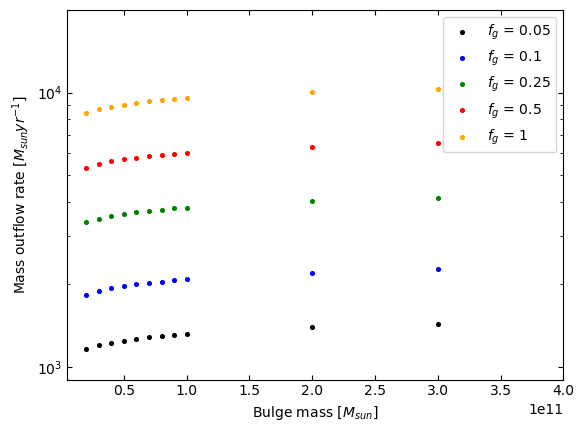 Mass outflow rate [M_sun yr^-1]
10^4
10^3
f_g = 0.05
f_g = 0.1
f_g = 0.25
f_g = 0.5
f_g = 1
0.5 1.0 1.5 2.0 2.5 3.0 3.5 4.0
1e11
Bulge mass [M_sun]